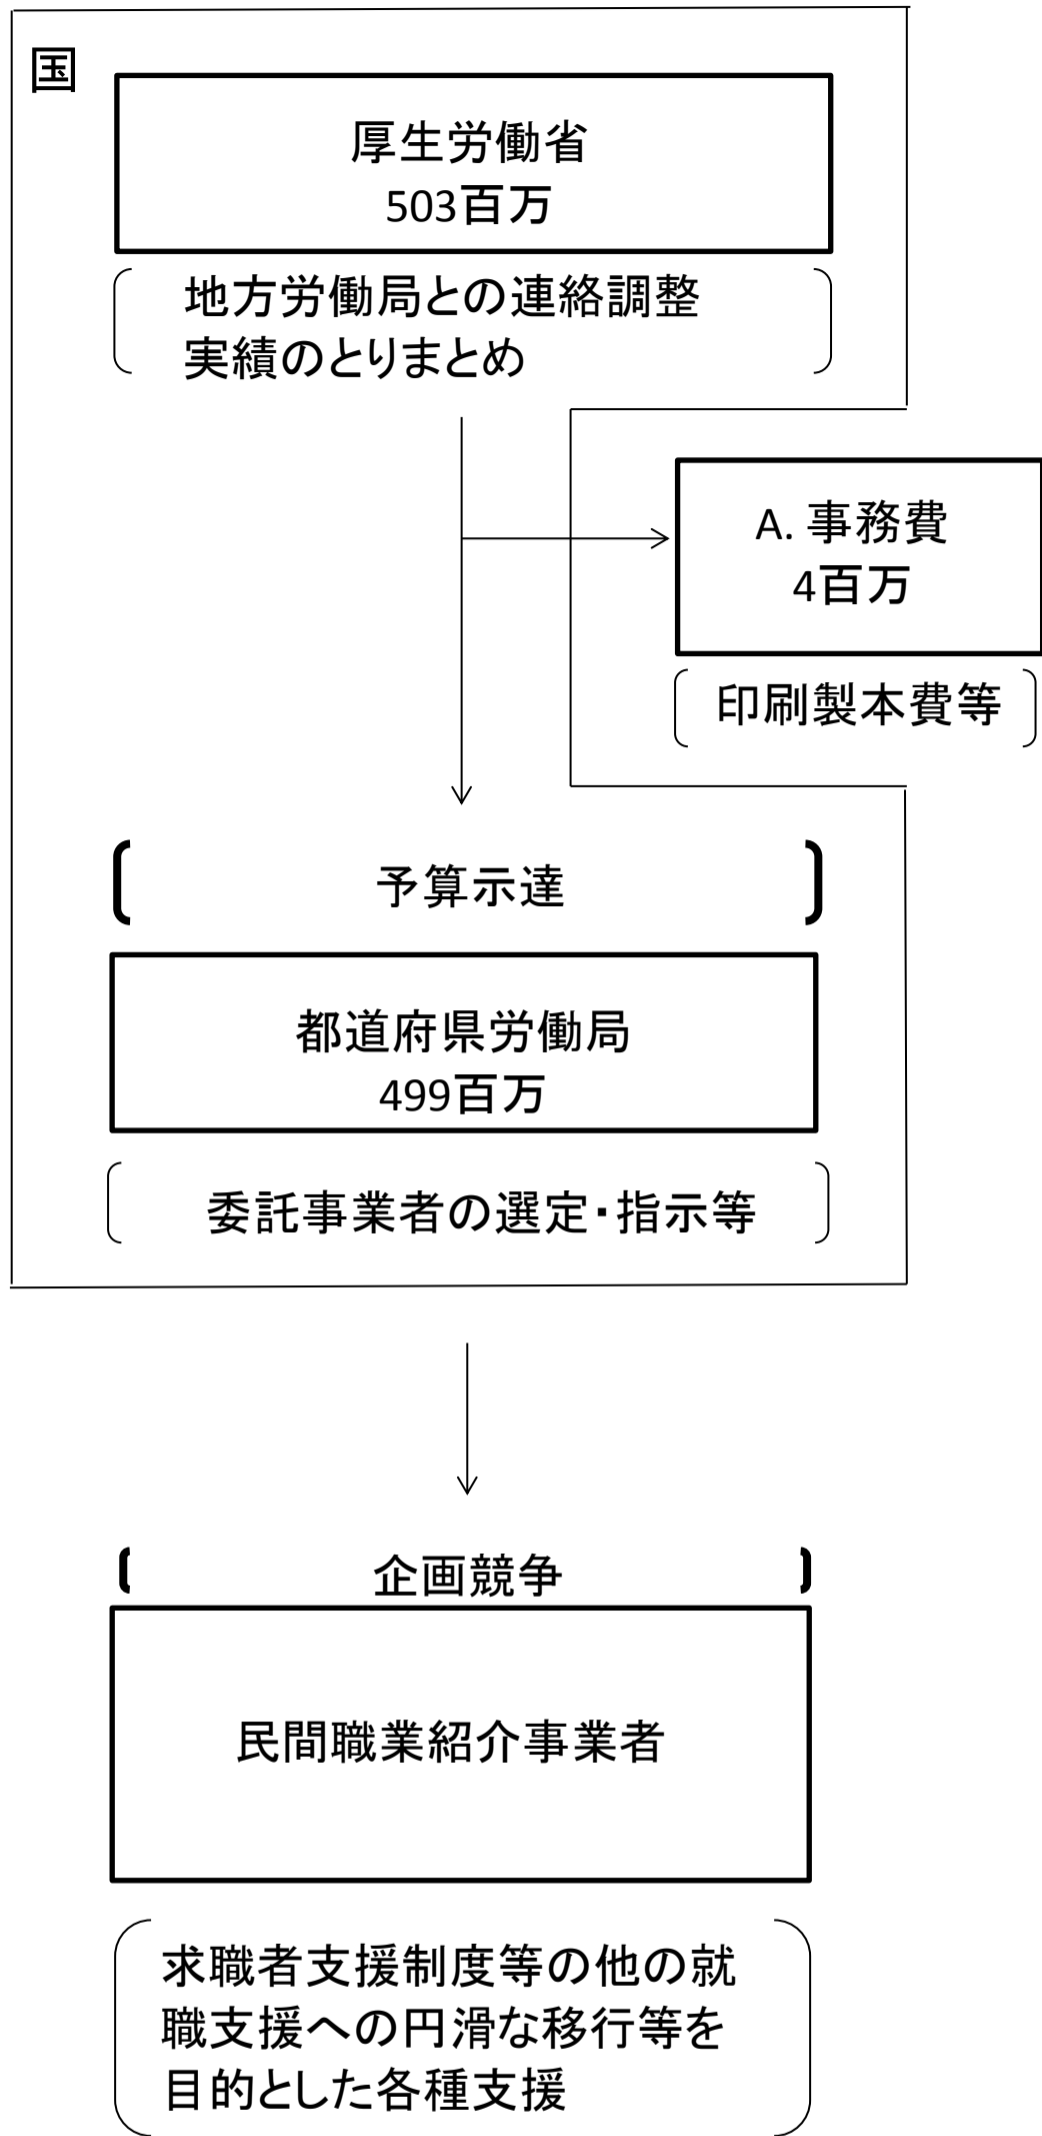 国
厚生労働省
503百万
地方労働局との連絡調整
実績のとりまとめ
A. 事務費
4百万
印刷製本費等
予算示達
都道府県労働局
499百万
委託事業者の選定・指示等
企画競争
民間職業紹介事業者
求職者支援制度等の他の就
職支援への円滑な移行等を
目的とした各種支援